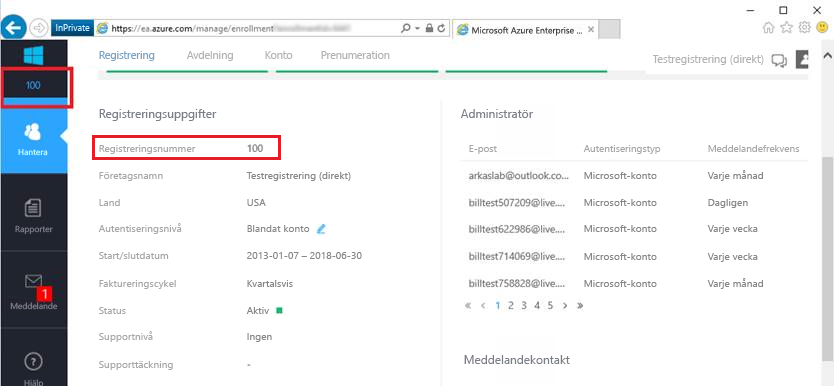 InPrivate https://ea.azure.com/manage/enrollment Microsoft Azure Enterprise ...
Registrering Avdelning Konto Prenumeration Testregistrering (direkt)
100
Hantera
Rapporter
1
Meddelande
Hjälp
Registreringsuppgifter
Registreringsnummer 100
Företagsnamn Testregistrering (direkt)
Land USA
Autentiseringsnivå Blandat konto
Start/slutdatum 2013-01-07 – 2018-06-30
Faktureringscykel Kvartalsvis
Status Aktiv
Supportnivå Ingen
Supporttäckning -
Administratör
E-post Autentiseringstyp Meddelandefrekvens
arkaslab@outlook.co... Microsoft-konto Varje månad
billtest507209@live.... Microsoft-konto Dagligen
billtest622986@live.... Microsoft-konto Varje vecka
billtest714069@live.... Microsoft-konto Varje vecka
billtest758828@live.... Microsoft-konto Varje månad
« < 1 2 3 4 5 > »
Meddelandekontakt